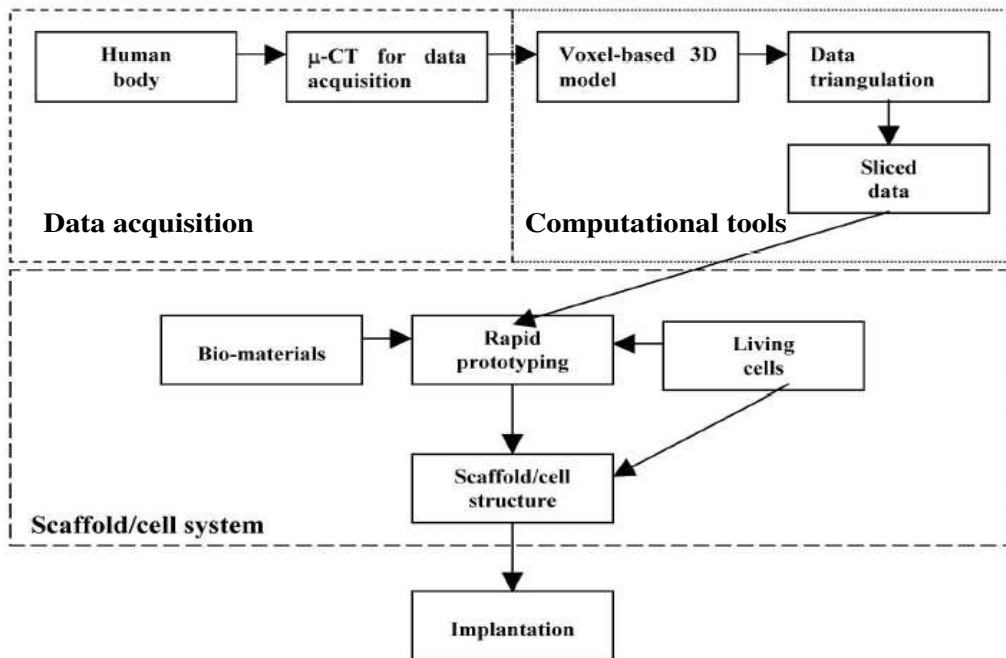 Human
body
μ-CT for data
acquisition
Voxel-based 3D
model
Data
triangulation
Sliced
data
Data acquisition
Computational tools
Bio-materials
Rapid
prototyping
Living
cells
Scaffold/cell
structure
Scaffold/cell system
Implantation